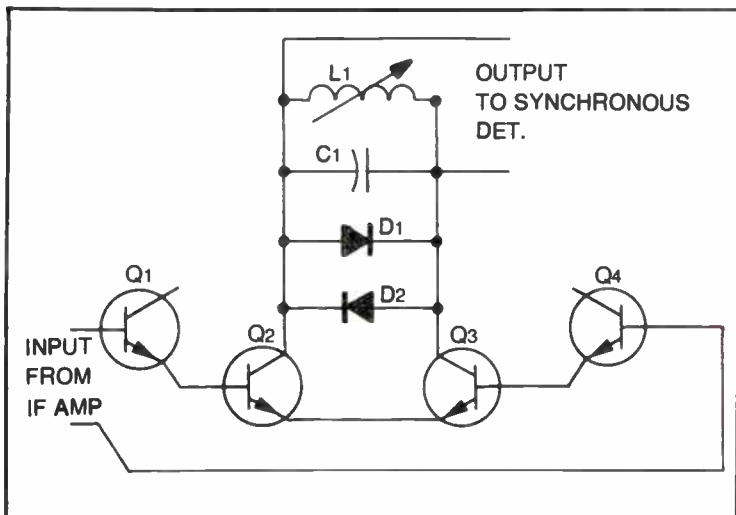 L1
OUTPUT
TO SYNCHRONOUS
DET.
C1
D1
D2
Q1
Q2
Q3
Q4
INPUT
FROM
IF AMP